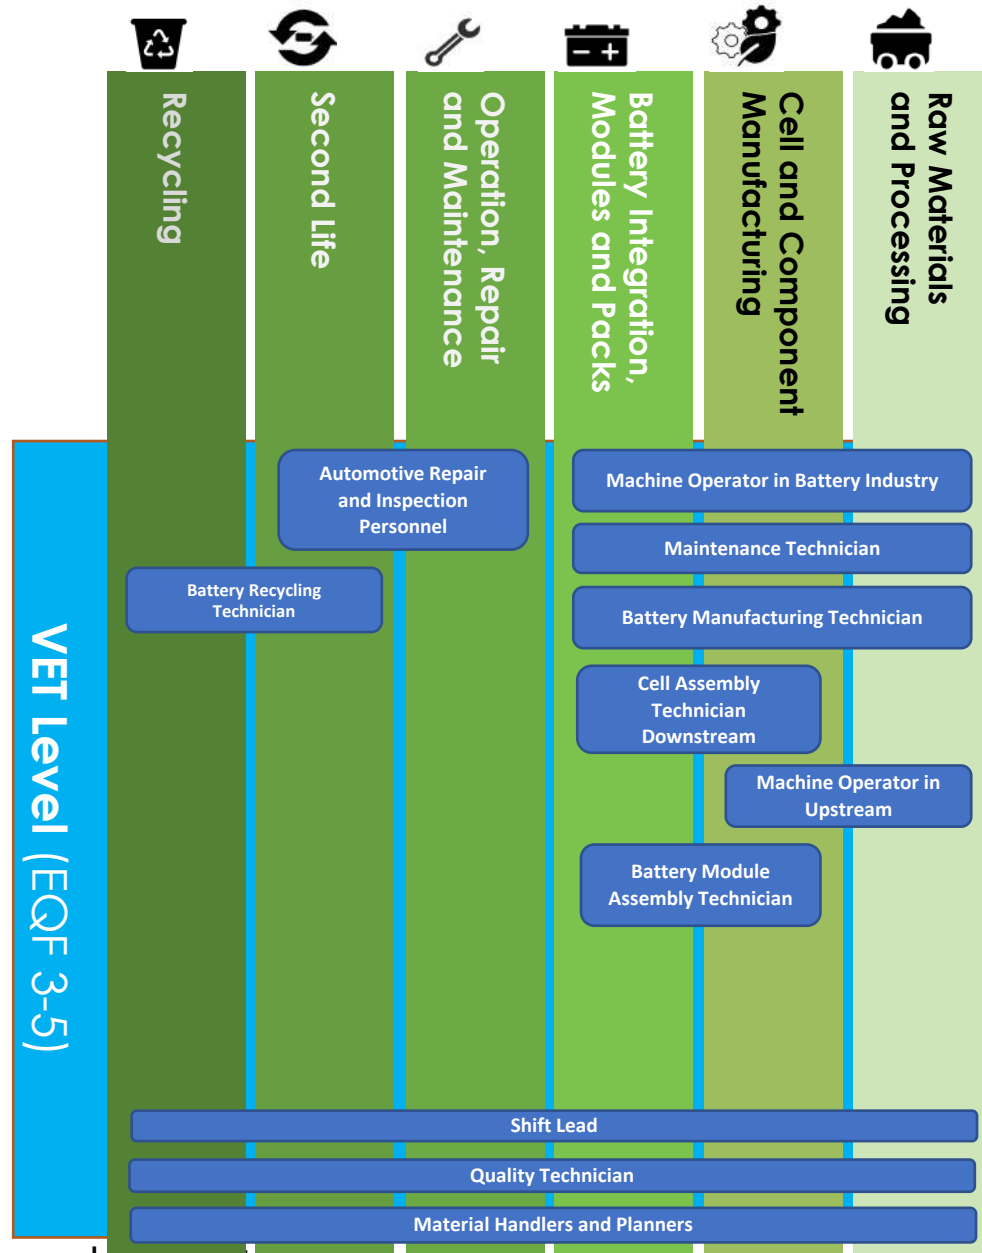 Recycling
Second Life
Operation, Repair
and Maintenance
Battery Integration,
Modules and Packs
Cell and Component
Manufacturing
Raw Materials
and Processing
VET Level (EQF 3-5)
Automotive Repair
and Inspection
Personnel
Machine Operator in Battery Industry
Maintenance Technician
Battery Recycling
Technician
Battery Manufacturing Technician
Cell Assembly
Technician
Downstream
Machine Operator in
Upstream
Battery Module
Assembly Technician
Shift Lead
Quality Technician
Material Handlers and Planners